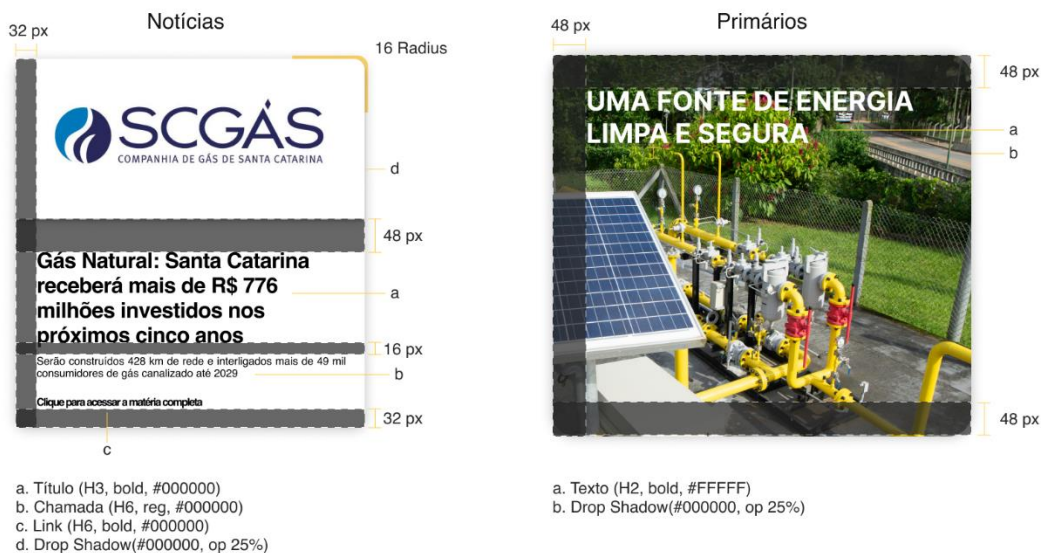 Notícias
32 px
16 Radius
SCGÁS
COMPANHIA DE GÁS DE SANTA CATARINA
d
48 px
Gás Natural: Santa Catarina
receberá mais de R$ 776
milhões investidos nos
próximos cinco anos
a
16 px
Serão construídos 428 km de rede e interligados mais de 49 mil
consumidores de gás canalizado até 2029
b
Clique para acessar a matéria completa
32 px
c
a. Título (H3, bold, #000000)
b. Chamada (H6, reg, #000000)
c. Link (H6, bold, #000000)
d. Drop Shadow(#000000, op 25%)
Primários
48 px
48 px
UMA FONTE DE ENERGIA
LIMPA E SEGURA
a
b
48 px
a. Texto (H2, bold, #FFFFF)
b. Drop Shadow(#000000, op 25%)